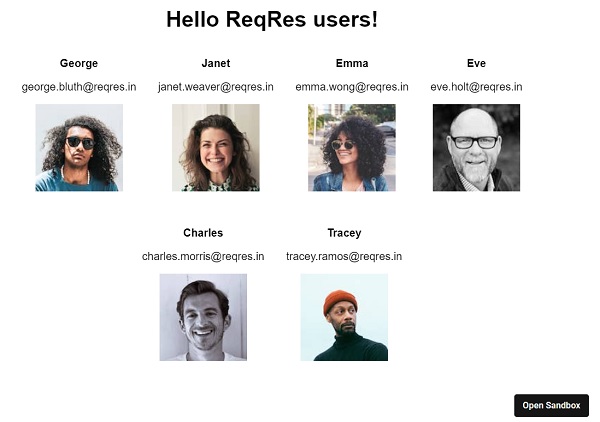 Hello ReqRes users!
George
george.bluth@reqres.in
Janet
janet.weaver@reqres.in
Emma
emma.wong@reqres.in
Eve
eve.holt@reqres.in
Charles
charles.morris@reqres.in
Tracey
tracey.ramos@reqres.in
Open Sandbox